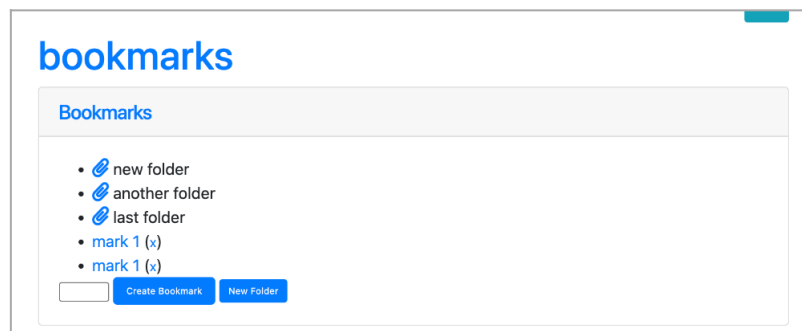 bookmarks
Bookmarks
new folder
another folder
last folder
mark 1 (x)
mark 1 (x)
Create Bookmark New Folder